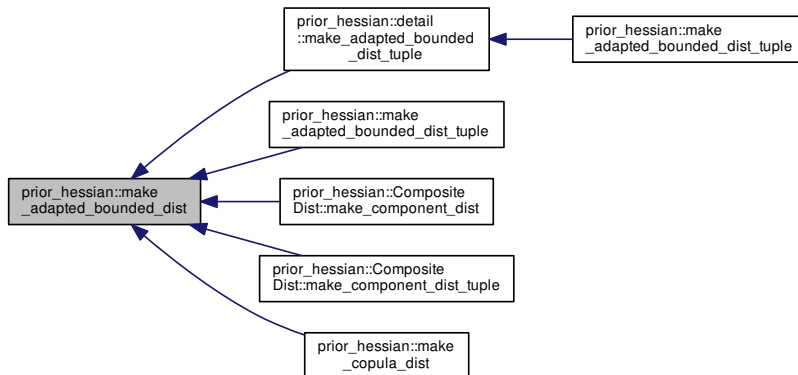 prior_hessian::detail
::make_adapted_bounded
_dist_tuple
prior_hessian::make
_adapted_bounded_dist_tuple
prior_hessian::make
_adapted_bounded_dist_tuple
prior_hessian::make
_adapted_bounded_dist
prior_hessian::Composite
Dist::make_component_dist
prior_hessian::Composite
Dist::make_component_dist_tuple
prior_hessian::make
_copula_dist